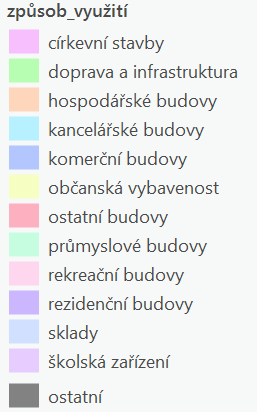 způsob_využití
církevní stavby
doprava a infrastruktura
hospodářské budovy
kancelářské budovy
komerční budovy
občanská vybavenost
ostatní budovy
průmyslové budovy
rekreační budovy
rezidenční budovy
sklady
školská zařízení
ostatní